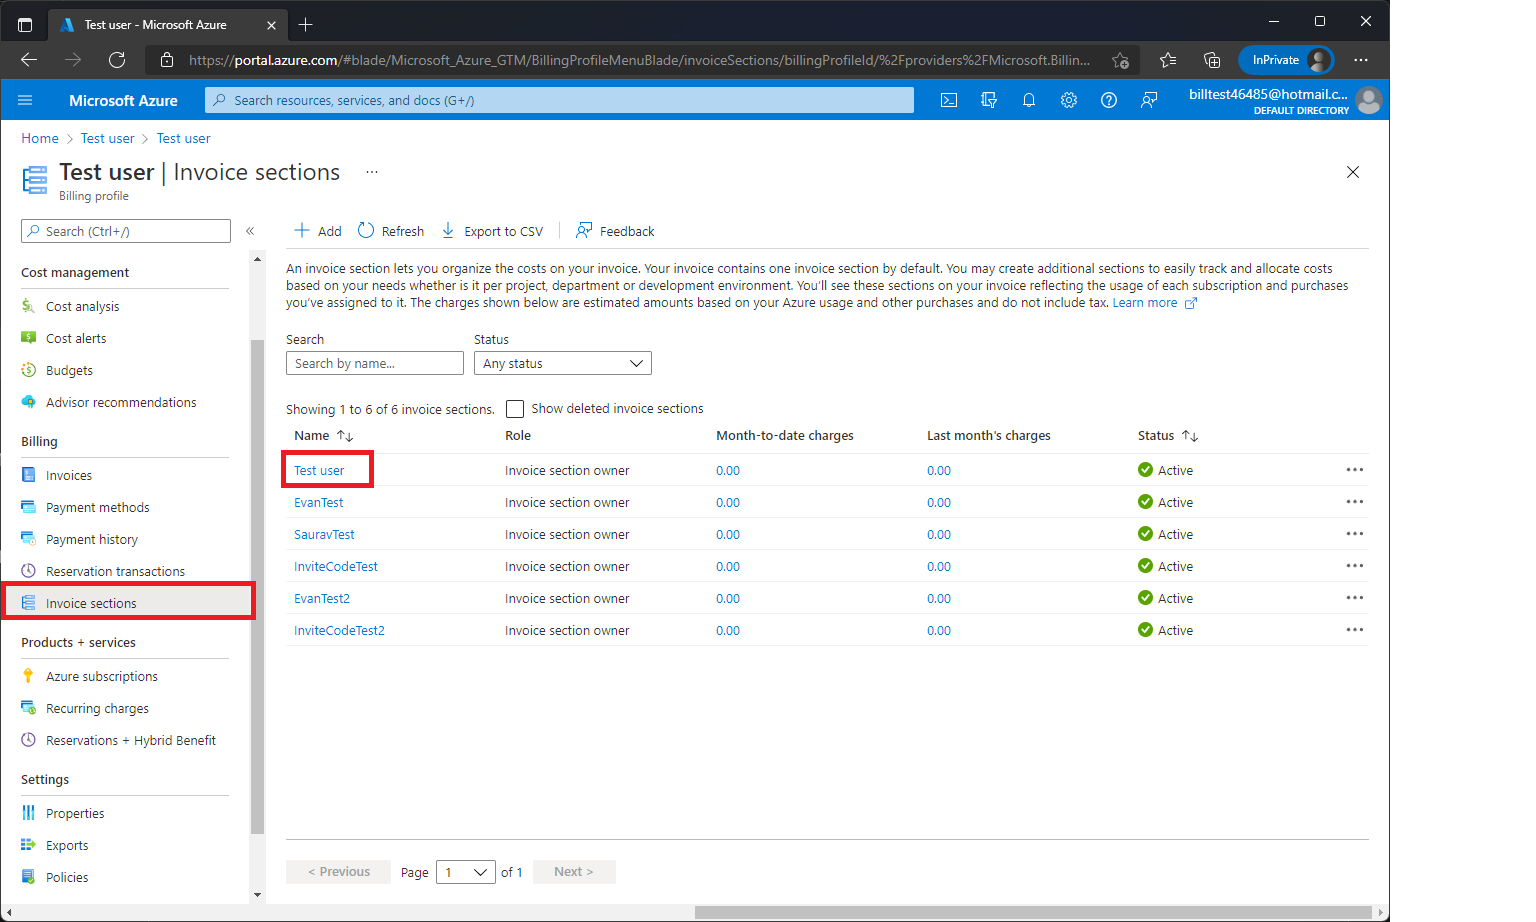 Test user - Microsoft Azure
https://portal.azure.com/#blade/Microsoft_Azure_GTM/BillingProfileMenuBlade/invoiceSections/billingProfileId/%2Fproviders%2FMicrosoft.Billin...
InPrivate
Microsoft Azure
Search resources, services, and docs (G+/)
billtest46485@hotmail.c...
DEFAULT DIRECTORY
Home > Test user > Test user
Test user | Invoice sections ...
Billing profile
Search (Ctrl+/)
«
Cost management
Cost analysis
Cost alerts
Budgets
Advisor recommendations
Billing
Invoices
Payment methods
Payment history
Reservation transactions
Invoice sections
Products + services
Azure subscriptions
Recurring charges
Reservations + Hybrid Benefit
Settings
Properties
Exports
Policies
Add Refresh Export to CSV Feedback
An invoice section lets you organize the costs on your invoice. Your invoice contains one invoice section by default. You may create additional sections to easily track and allocate costs
based on your needs whether is it per project, department or development environment. You'll see these sections on your invoice reflecting the usage of each subscription and purchases
you've assigned to it. The charges shown below are estimated amounts based on your Azure usage and other purchases and do not include tax. Learn more
Search Status
Search by name... Any status
Showing 1 to 6 of 6 invoice sections. Show deleted invoice sections
Name ↑↓ Role Month-to-date charges Last month's charges Status ↑↓
Test user Invoice section owner 0.00 0.00 Active ...
EvanTest Invoice section owner 0.00 0.00 Active ...
SauravTest Invoice section owner 0.00 0.00 Active ...
InviteCodeTest Invoice section owner 0.00 0.00 Active ...
EvanTest2 Invoice section owner 0.00 0.00 Active ...
InviteCodeTest2 Invoice section owner 0.00 0.00 Active ...
< Previous Page 1 of 1 Next >